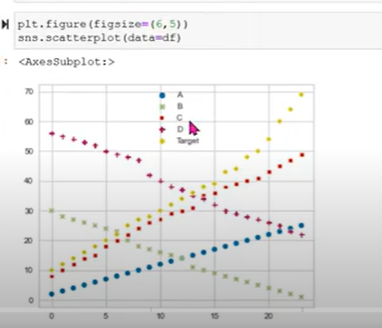 plt.figure(figsize=(6,5))
sns.scatterplot(data=df)
<AxesSubplot:>
70
60
50
40
30
20
10
0
A
B
C
D
Target
0
5
10
15
20